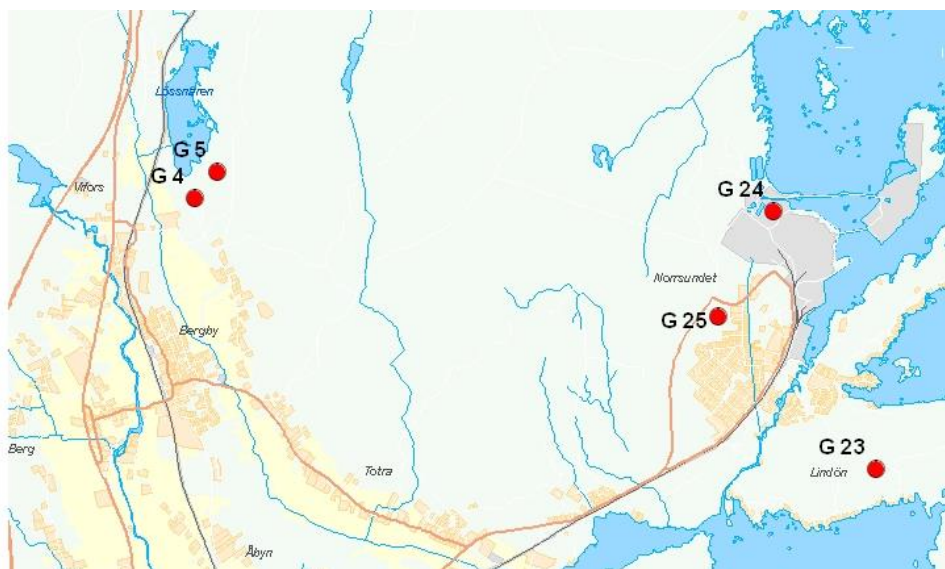 Lössnären
G 5
G 4
Vifors
G 24
Norrsundet
G 25
Bergby
G 23
Berg
Totra
Lindön
Åbyn